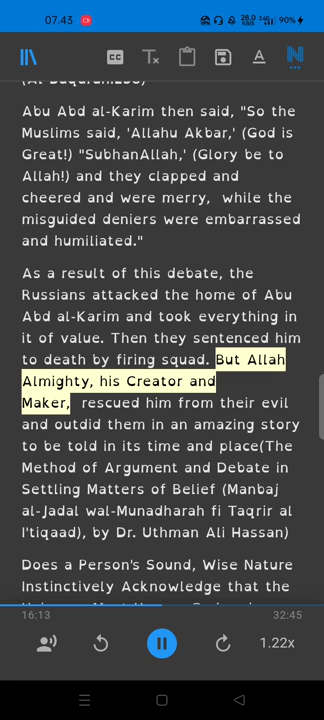 07.43
28.0
KB/s
90%
CC
A
N
(Al-Baqarah:258)
Abu Abd al-Karim then said, "So the
Muslims said, 'Allahu Akbar,' (God is
Great!) "SubhanAllah,' (Glory be to
Allah!) and they clapped and
cheered and were merry, while the
misguided deniers were embarrassed
and humiliated."
As a result of this debate, the
Russians attacked the home of Abu
Abd al-Karim and took everything in
it of value. Then they sentenced him
to death by firing squad. But Allah
Almighty, his Creator and
Maker, rescued him from their evil
and outdid them in an amazing story
to be told in its time and place(The
Method of Argument and Debate in
Settling Matters of Belief (Manbaj
al-Jadal wal-Munadharah fi Taqrir al
I'tiqaad), by Dr. Uthman Ali Hassan)
Does a Person's Sound, Wise Nature
Instinctively Acknowledge that the
16:13
32:45
1.22x